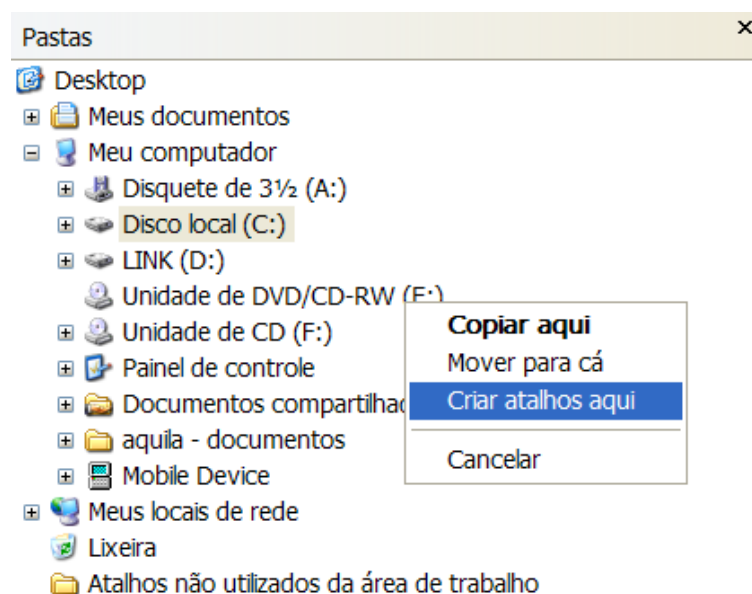 Pastas
Desktop
Meus documentos
Meu computador
Disquete de 3½ (A:)
Disco local (C:)
LINK (D:)
Unidade de DVD/CD-RW (E:)
Unidade de CD (F:)
Painel de controle
Documentos
aquila - documentos
Mobile Device
Meus locais de rede
Lixeira
Atalhos não utilizados da área de trabalho
Copiar aqui
Mover para cá
Criar atalhos aqui
Cancelar